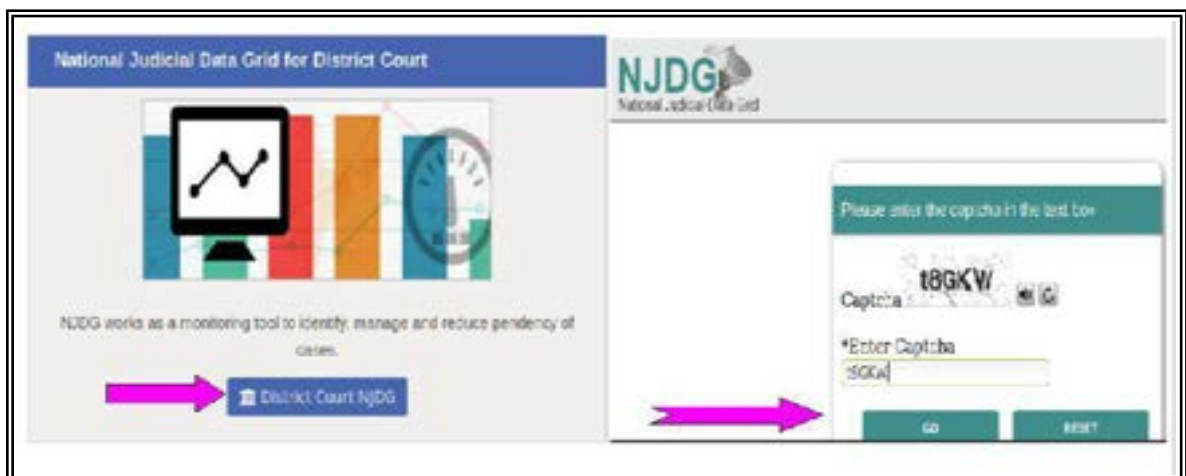 National Judicial Data Grid for District Court
NJDG works as a monitoring tool to identify, manage and reduce pendency of
cases.
District Court NJDG
NJDG
National Judicial Data Grid
Please enter the captcha in the text box
t8GKW
Captcha
*Enter Captcha
GO
RESET